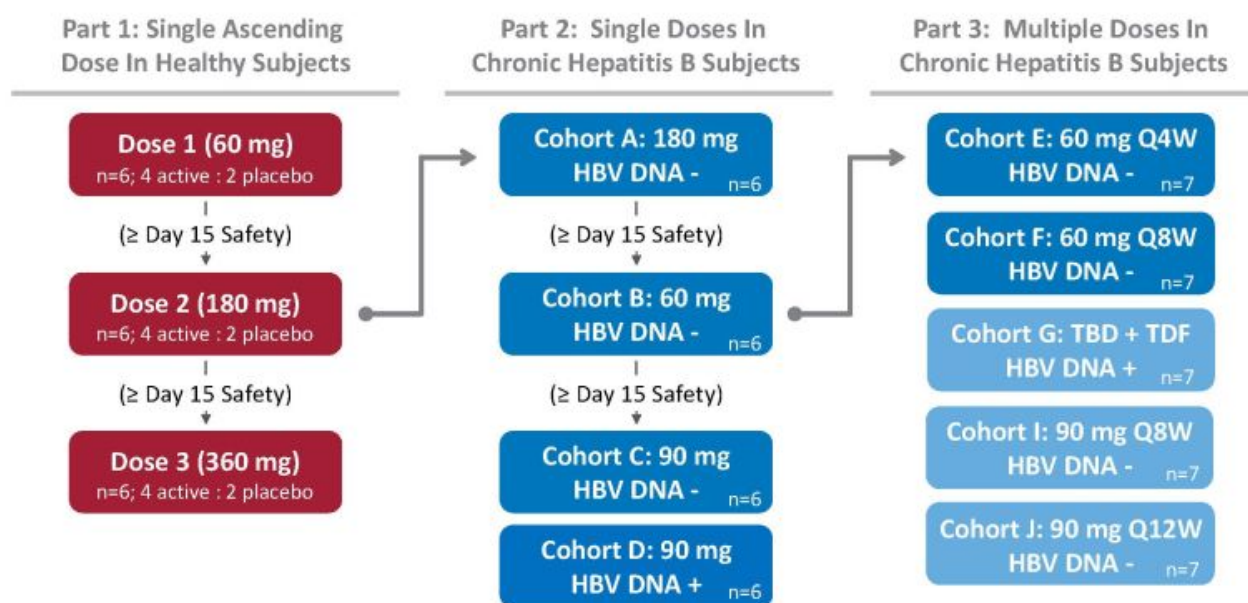 Part 1: Single Ascending
Dose In Healthy Subjects
Dose 1 (60 mg)
n=6; 4 active : 2 placebo
(≥ Day 15 Safety)
Dose 2 (180 mg)
n=6; 4 active : 2 placebo
(≥ Day 15 Safety)
Dose 3 (360 mg)
n=6; 4 active : 2 placebo
Part 2: Single Doses In
Chronic Hepatitis B Subjects
Cohort A: 180 mg
HBV DNA - n=6
(≥ Day 15 Safety)
Cohort B: 60 mg
HBV DNA - n=6
(≥ Day 15 Safety)
Cohort C: 90 mg
HBV DNA - n=6
Cohort D: 90 mg
HBV DNA + n=6
Part 3: Multiple Doses In
Chronic Hepatitis B Subjects
Cohort E: 60 mg Q4W
HBV DNA - n=7
Cohort F: 60 mg Q8W
HBV DNA - n=7
Cohort G: TBD + TDF
HBV DNA + n=7
Cohort I: 90 mg Q8W
HBV DNA - n=7
Cohort J: 90 mg Q12W
HBV DNA - n=7